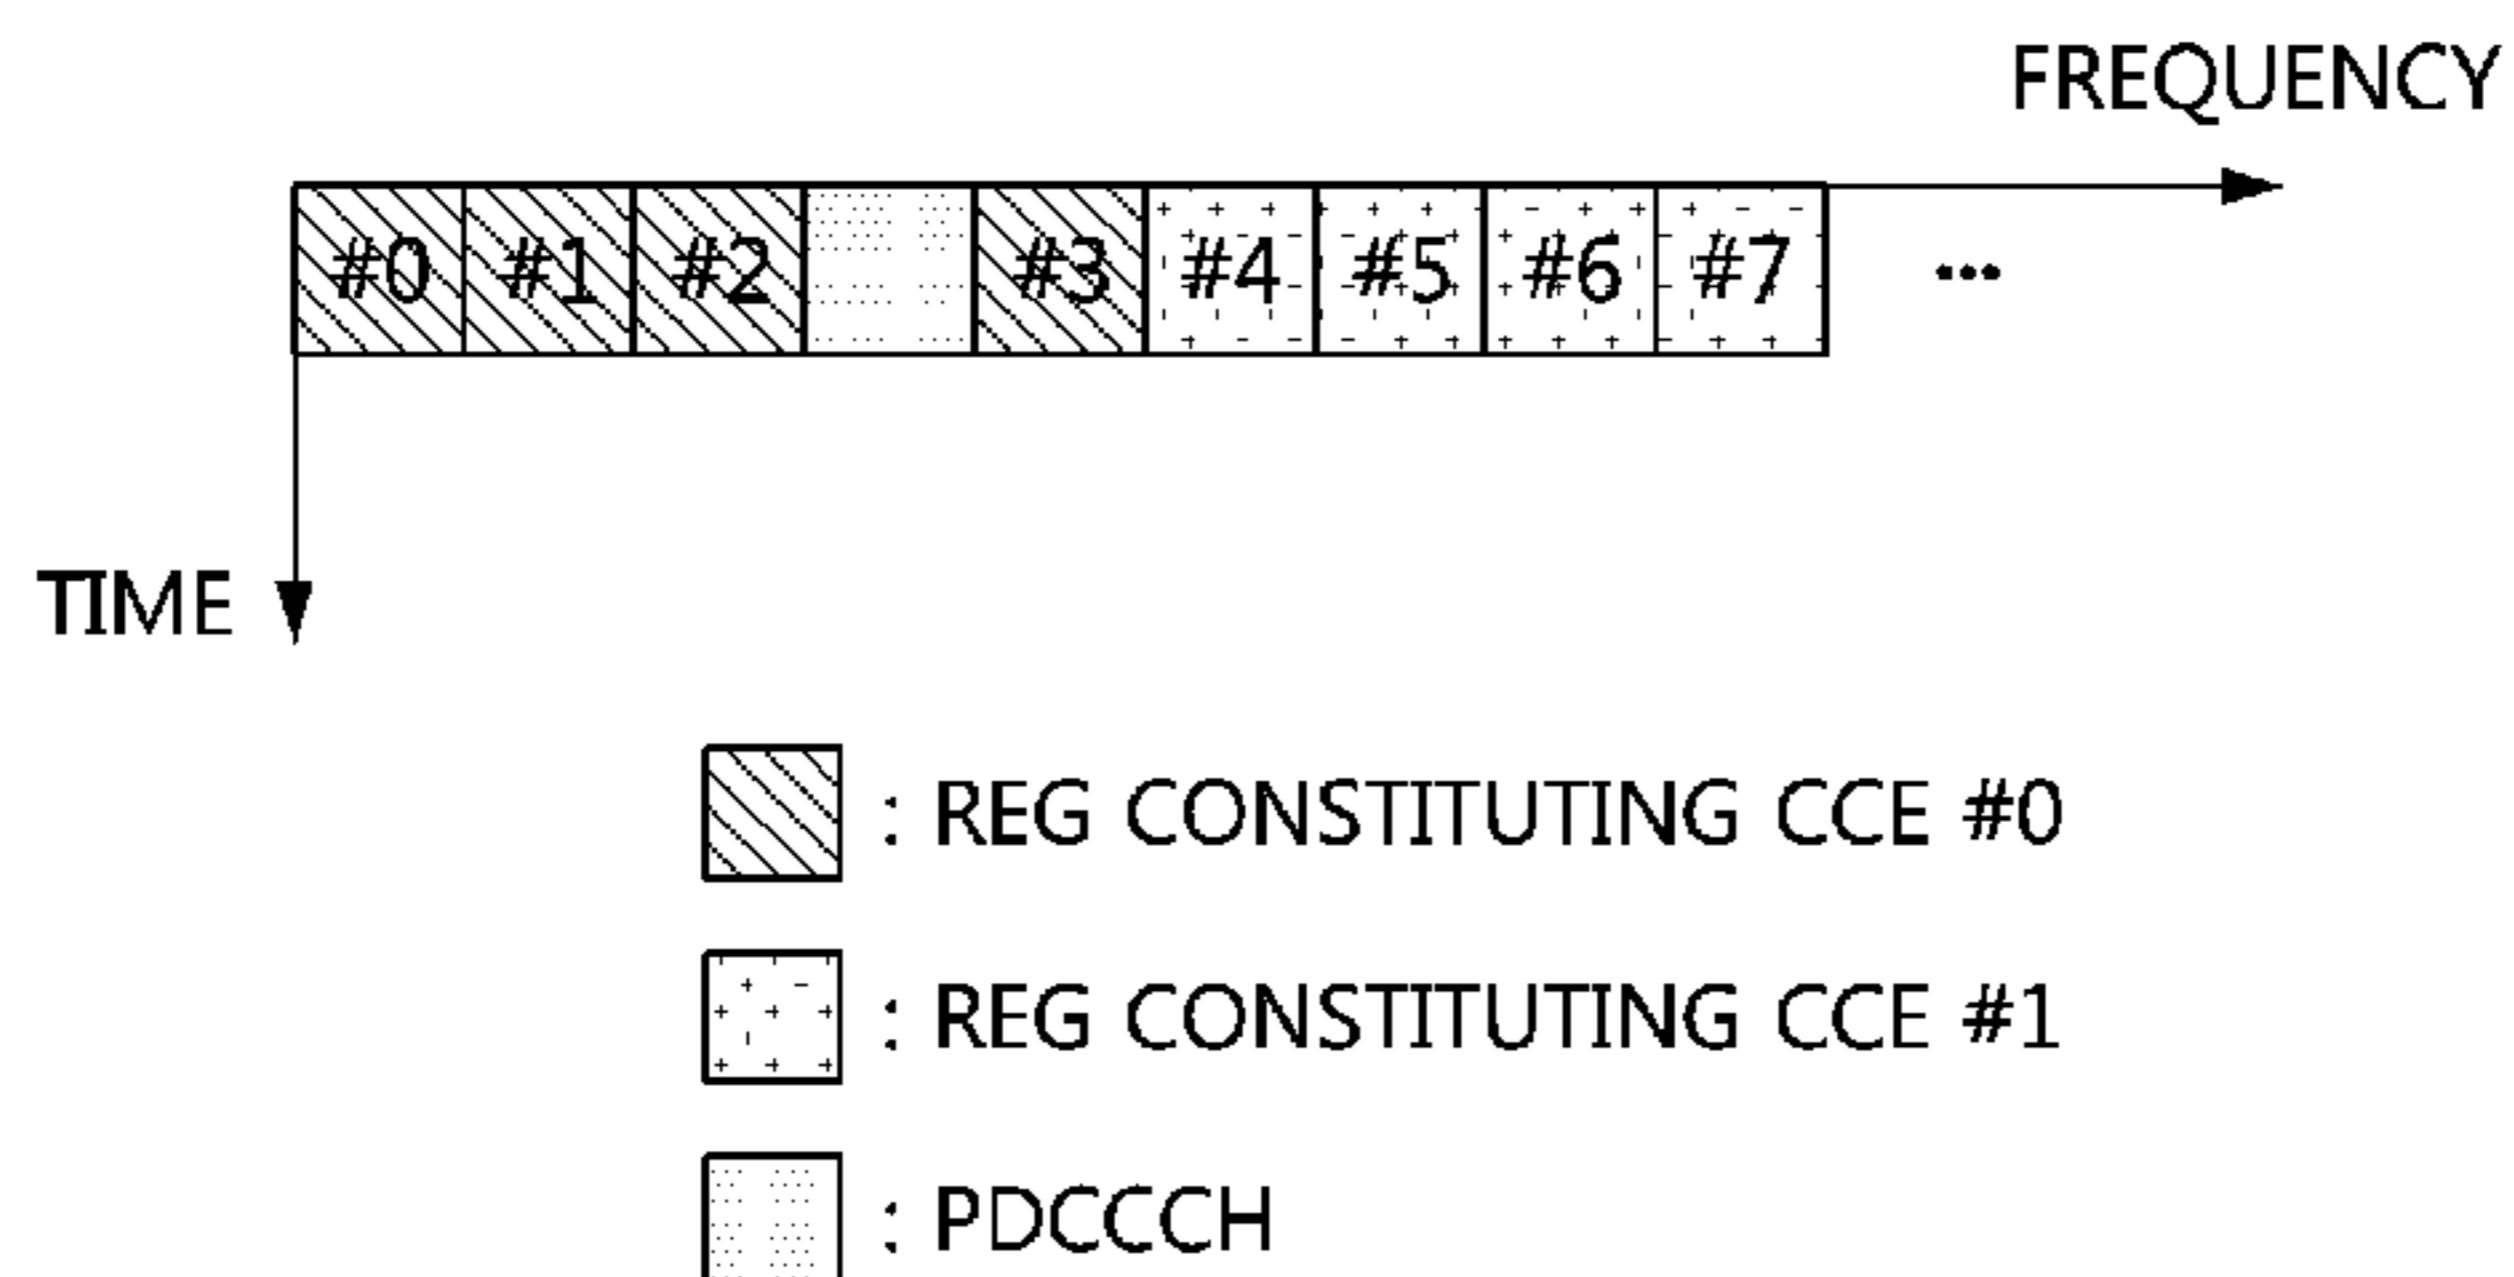 FREQUENCY
#0 #1 #2 #3 #4 #5 #6 #7 •••
TIME
: REG CONSTITUTING CCE #0
: REG CONSTITUTING CCE #1
: PDCCCH